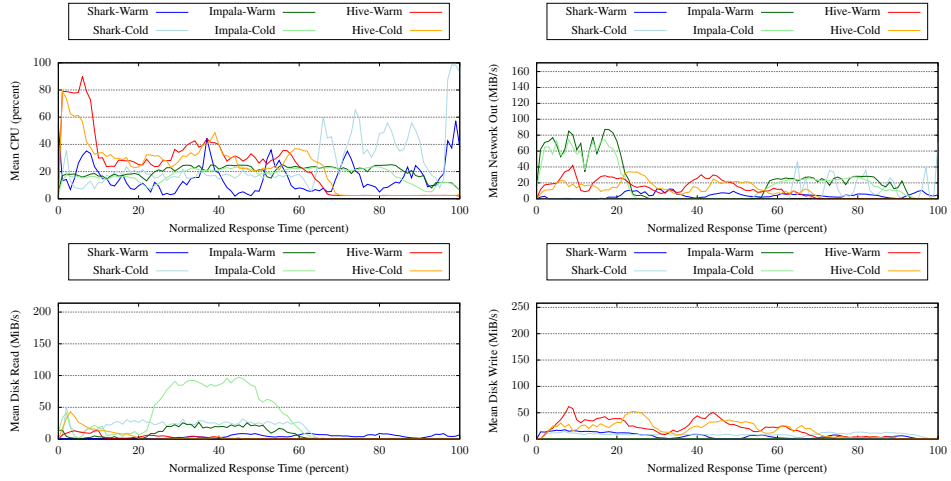 Shark-Warm Impala-Warm Hive-Warm
Shark-Cold Impala-Cold Hive-Cold
100
80
60
40
20
0
Mean CPU (percent)
0 20 40 60 80 100
Normalized Response Time (percent)
Shark-Warm Impala-Warm Hive-Warm
Shark-Cold Impala-Cold Hive-Cold
160
140
120
100
80
60
40
20
0
Mean Network Out (MiB/s)
0 20 40 60 80 100
Normalized Response Time (percent)
Shark-Warm Impala-Warm Hive-Warm
Shark-Cold Impala-Cold Hive-Cold
200
150
100
50
0
Mean Disk Read (MiB/s)
0 20 40 60 80 100
Normalized Response Time (percent)
Shark-Warm Impala-Warm Hive-Warm
Shark-Cold Impala-Cold Hive-Cold
250
200
150
100
50
0
Mean Disk Write (MiB/s)
0 20 40 60 80 100
Normalized Response Time (percent)